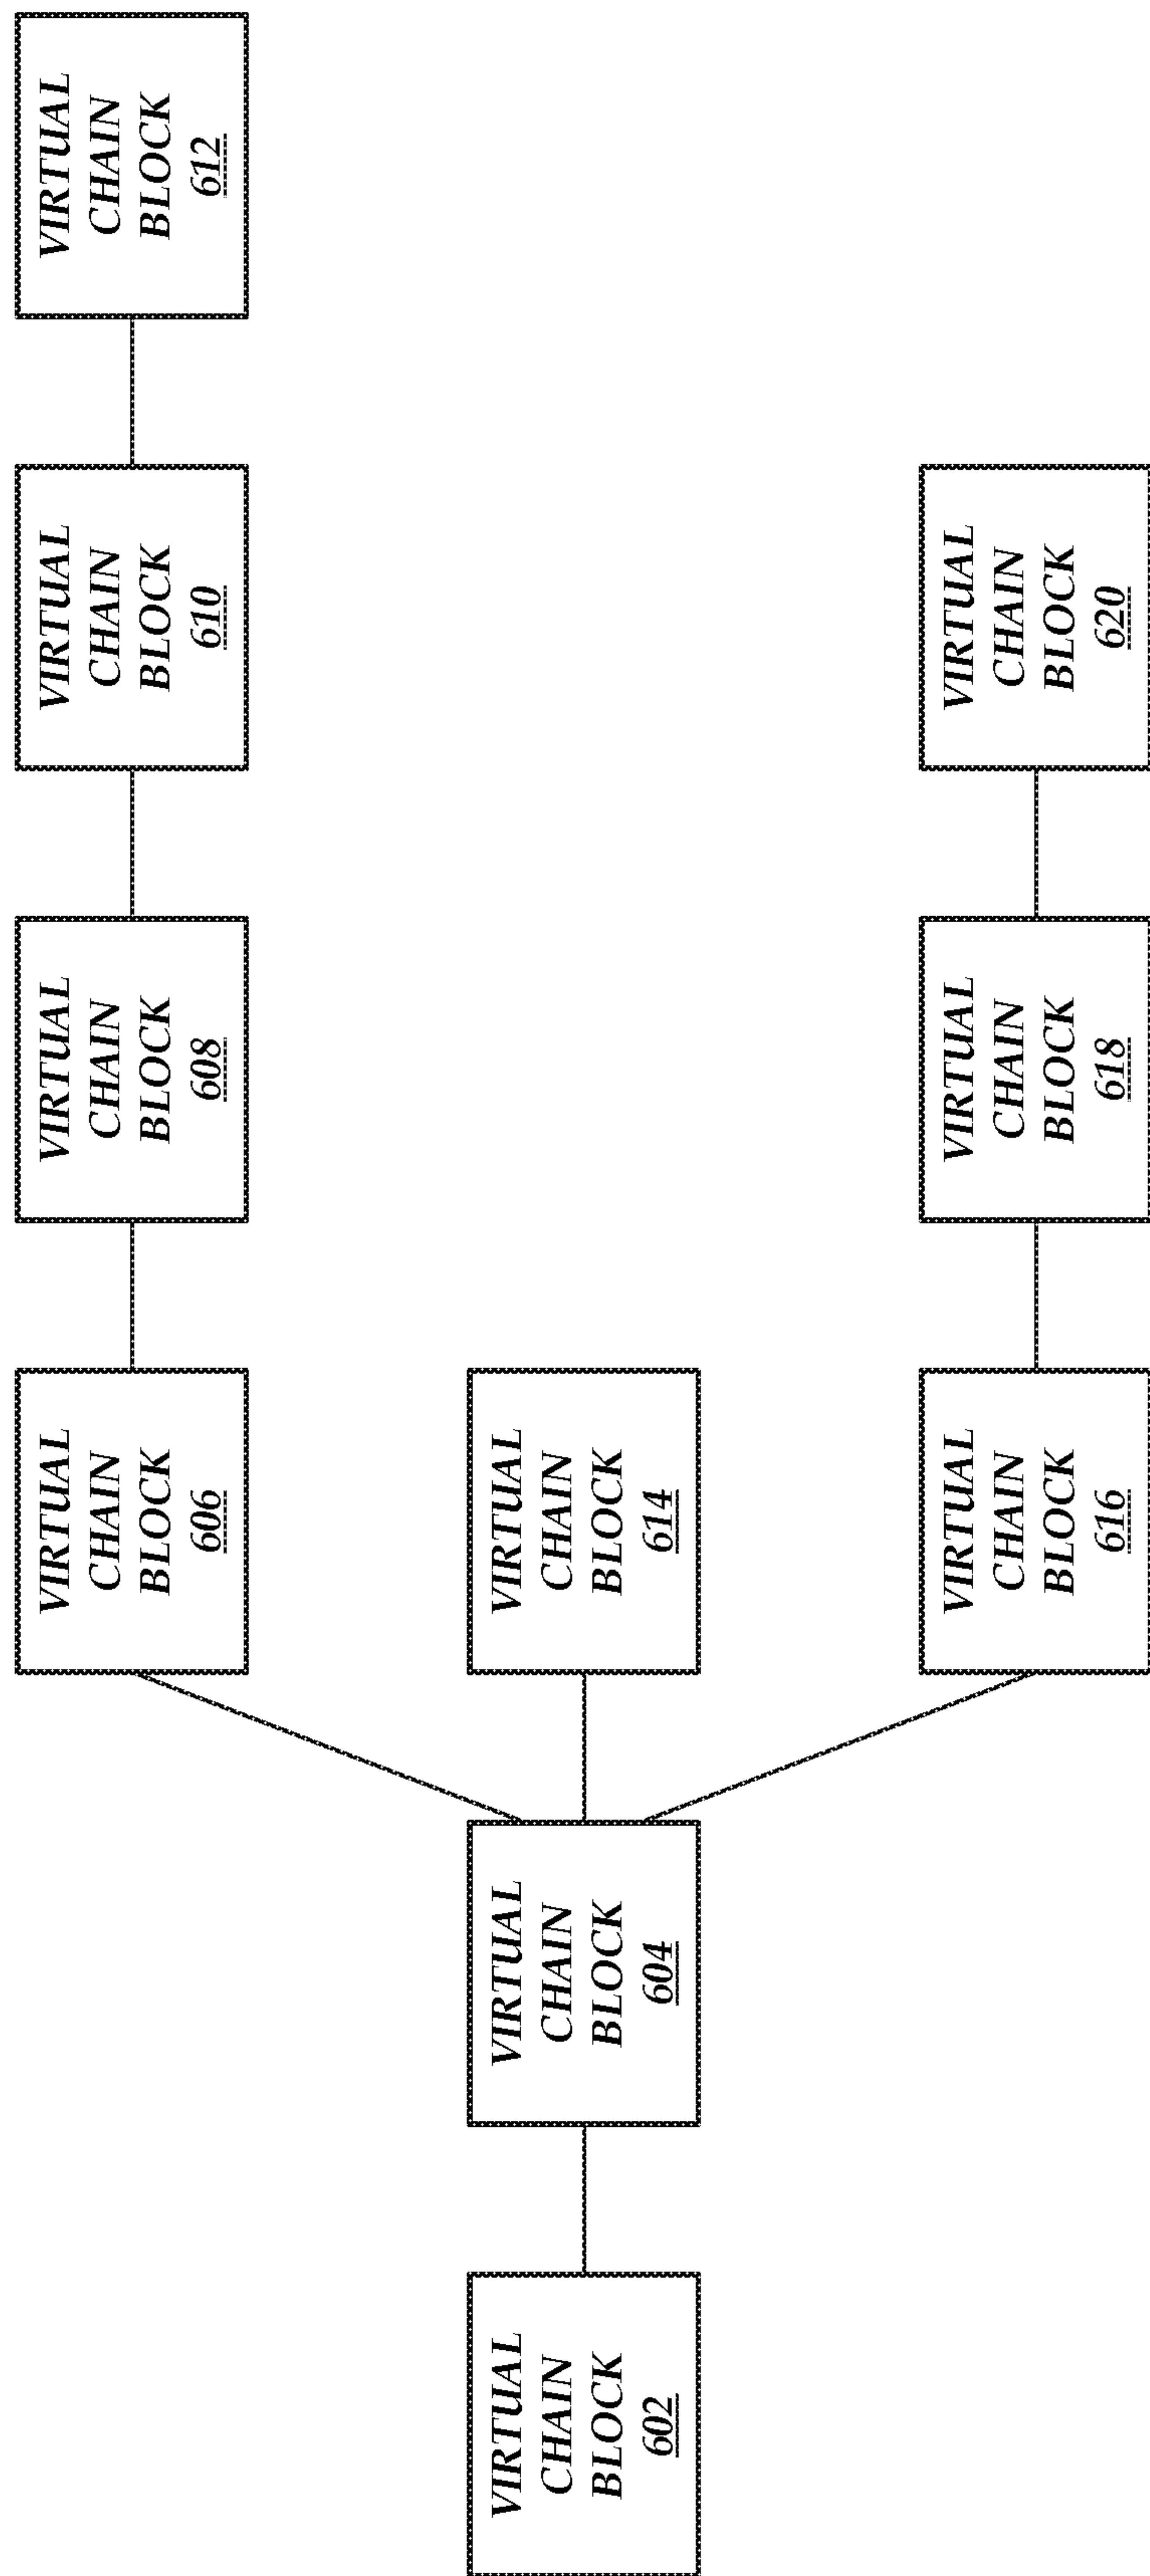 VIRTUAL
CHAIN
BLOCK
602
VIRTUAL
CHAIN
BLOCK
604
VIRTUAL
CHAIN
BLOCK
606
VIRTUAL
CHAIN
BLOCK
608
VIRTUAL
CHAIN
BLOCK
610
VIRTUAL
CHAIN
BLOCK
612
VIRTUAL
CHAIN
BLOCK
614
VIRTUAL
CHAIN
BLOCK
616
VIRTUAL
CHAIN
BLOCK
618
VIRTUAL
CHAIN
BLOCK
620